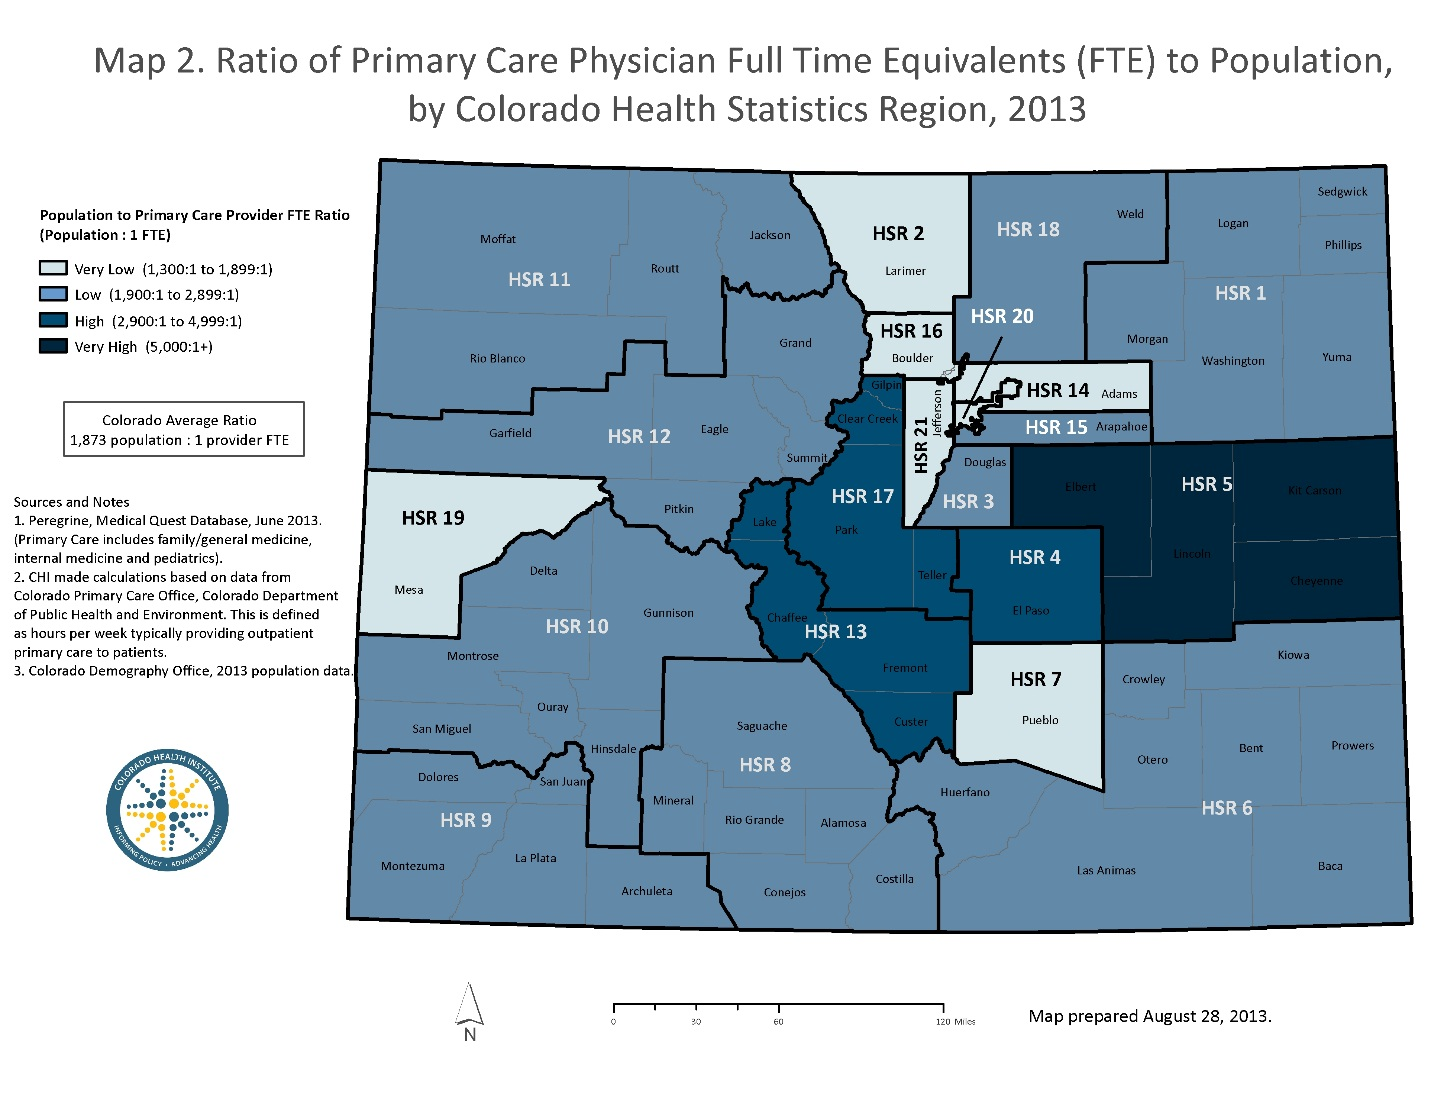 Map 2. Ratio of Primary Care Physician Full Time Equivalents (FTE) to Population,
by Colorado Health Statistics Region, 2013
Population to Primary Care Provider FTE Ratio
(Population : 1 FTE)
Very Low (1,300:1 to 1,899:1)
Low (1,900:1 to 2,899:1)
High (2,900:1 to 4,999:1)
Very High (5,000:1+)
Colorado Average Ratio
1,873 population : 1 provider FTE
Sources and Notes
1. Peregrine, Medical Quest Database, June 2013.
(Primary Care includes family/general medicine,
internal medicine and pediatrics).
2. CHI made calculations based on data from
Colorado Primary Care Office, Colorado Department
of Public Health and Environment. This is defined
as hours per week typically providing outpatient
primary care to patients.
3. Colorado Demography Office, 2013 population data.
COLORADO HEALTH INSTITUTE
INFORMING POLICY • ADVANCING HEALTH
Moffat
HSR 11
Routt
Jackson
Rio Blanco
HSR 2
Larimer
HSR 18
Weld
Logan
Sedgwick
Phillips
HSR 1
Morgan
Washington
Yuma
HSR 20
HSR 16
Boulder
Grand
Gilpin
Clear Creek
HSR 21
Jefferson
HSR 14
Adams
HSR 15
Arapahoe
Garfield
HSR 12
Eagle
Summit
Pitkin
Lake
HSR 17
Park
Teller
Douglas
HSR 3
Elbert
HSR 5
Kit Carson
Lincoln
Cheyenne
HSR 4
El Paso
HSR 19
Mesa
Delta
Gunnison
HSR 10
Montrose
Ouray
San Miguel
Hinsdale
Chaffee
HSR 13
Fremont
Custer
HSR 7
Pueblo
Crowley
Kiowa
Otero
Bent
Prowers
HSR 6
Huerfano
Las Animas
Baca
Saguache
HSR 8
Mineral
Rio Grande
Alamosa
Conejos
Costilla
Dolores
San Juan
HSR 9
Montezuma
La Plata
Archuleta
N
0
30
60
120 Miles
Map prepared August 28, 2013.